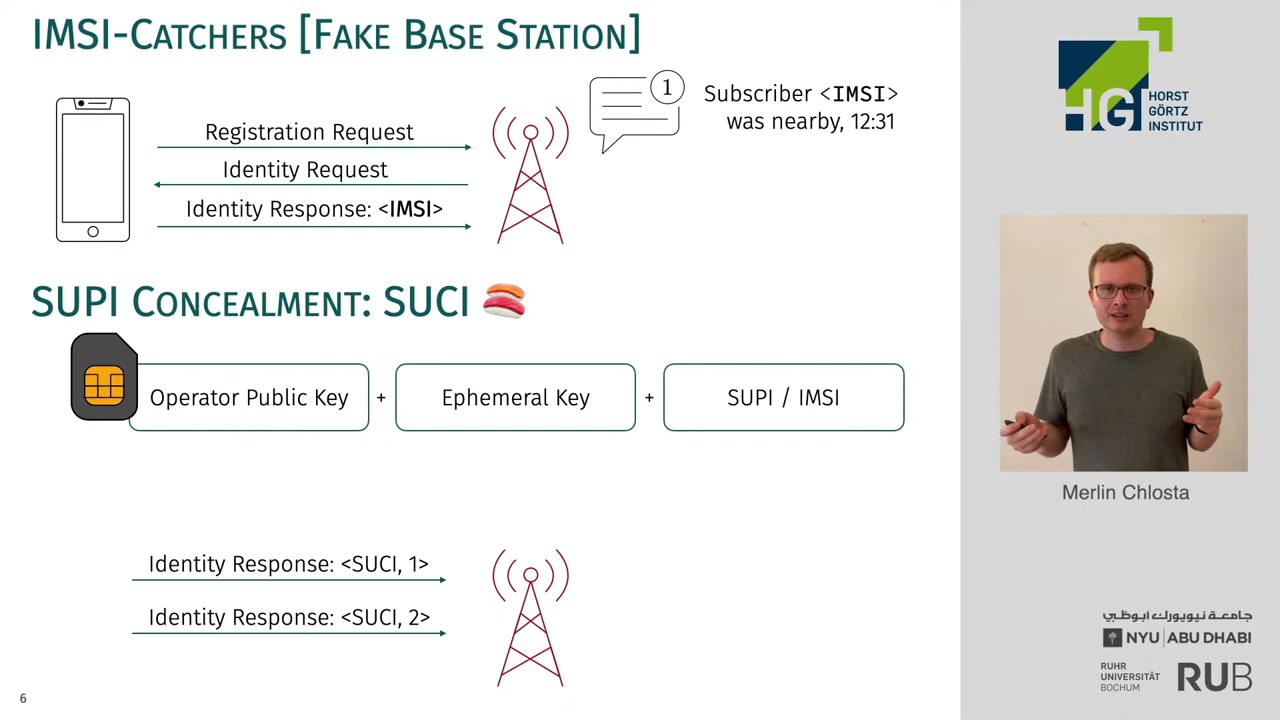 IMSI-Catchers [Fake Base Station]
1
Subscriber <IMSI>
was nearby, 12:31
Registration Request
Identity Request
Identity Response: <IMSI>
SUPI Concealment: SUCI
Operator Public Key + Ephemeral Key + SUPI / IMSI
Identity Response: <SUCI, 1>
Identity Response: <SUCI, 2>
6
HGI
HORST
GÖRTZ
INSTITUT
Merlin Chlosta
جامعة نيويورك أبوظبي
NYU | ABU DHABI
RUHR
UNIVERSITÄT
BOCHUM
RUB